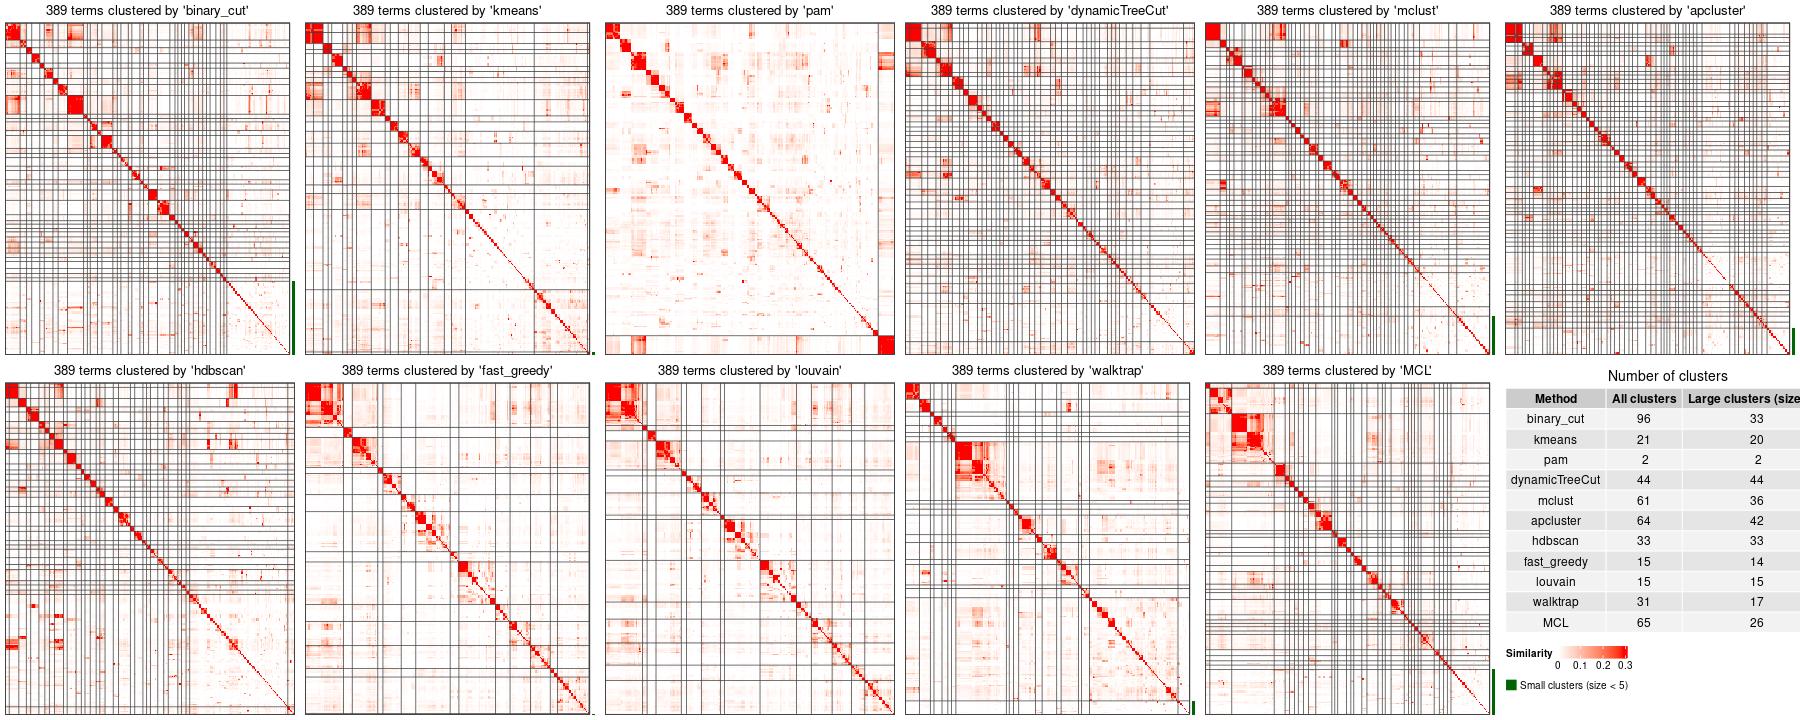 389 terms clustered by 'binary_cut'
389 terms clustered by 'kmeans'
389 terms clustered by 'pam'
389 terms clustered by 'dynamicTreeCut'
389 terms clustered by 'mclust'
389 terms clustered by 'apcluster'
389 terms clustered by 'hdbscan'
389 terms clustered by 'fast_greedy'
389 terms clustered by 'louvain'
389 terms clustered by 'walktrap'
389 terms clustered by 'MCL'
Number of clusters
Method All clusters Large clusters (size
binary_cut 96 33
kmeans 21 20
pam 2 2
dynamicTreeCut 44 44
mclust 61 36
apcluster 64 42
hdbscan 33 33
fast_greedy 15 14
louvain 15 15
walktrap 31 17
MCL 65 26
Similarity
0 0.1 0.2 0.3
Small clusters (size < 5)